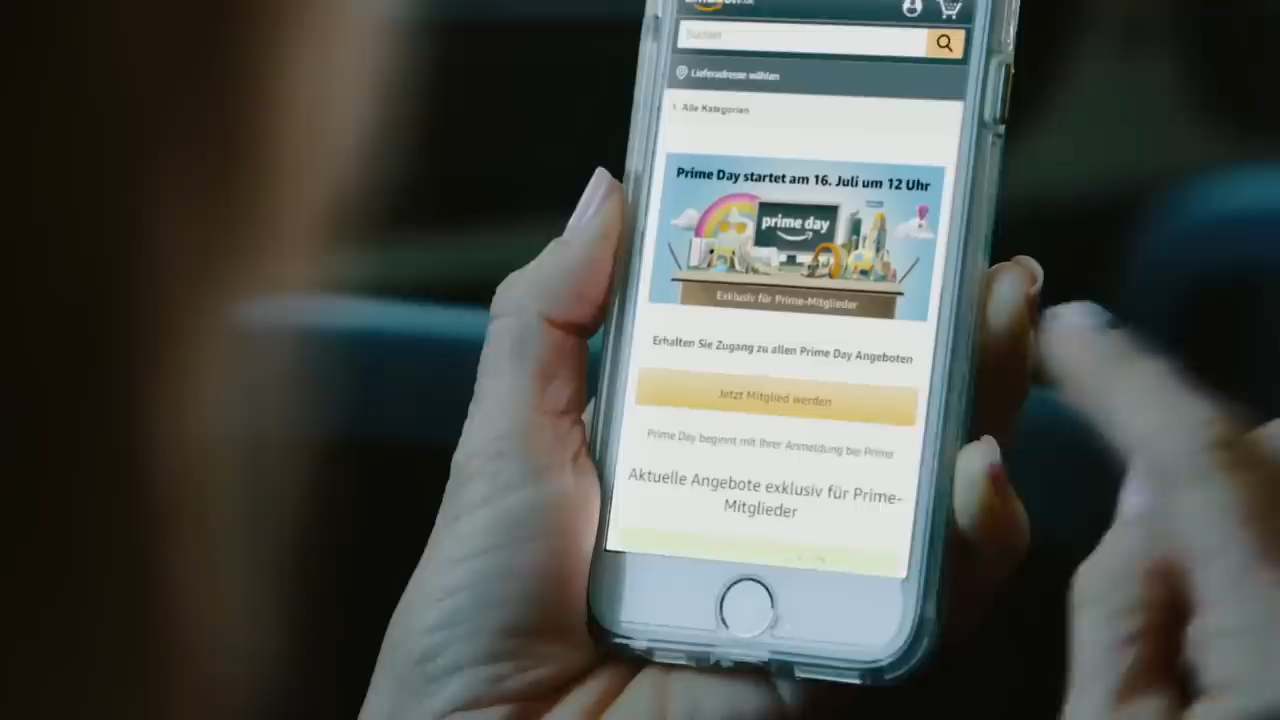 Suchen
Lieferadresse wählen
Alle Kategorien
Prime Day startet am 16. Juli um 12 Uhr
prime day
Exklusiv für Prime-Mitglieder
Erhalten Sie Zugang zu allen Prime Day Angeboten
Jetzt Mitglied werden
Prime Day beginnt mit Ihrer Anmeldung bei Prime
Aktuelle Angebote exklusiv für Prime-
Mitglieder